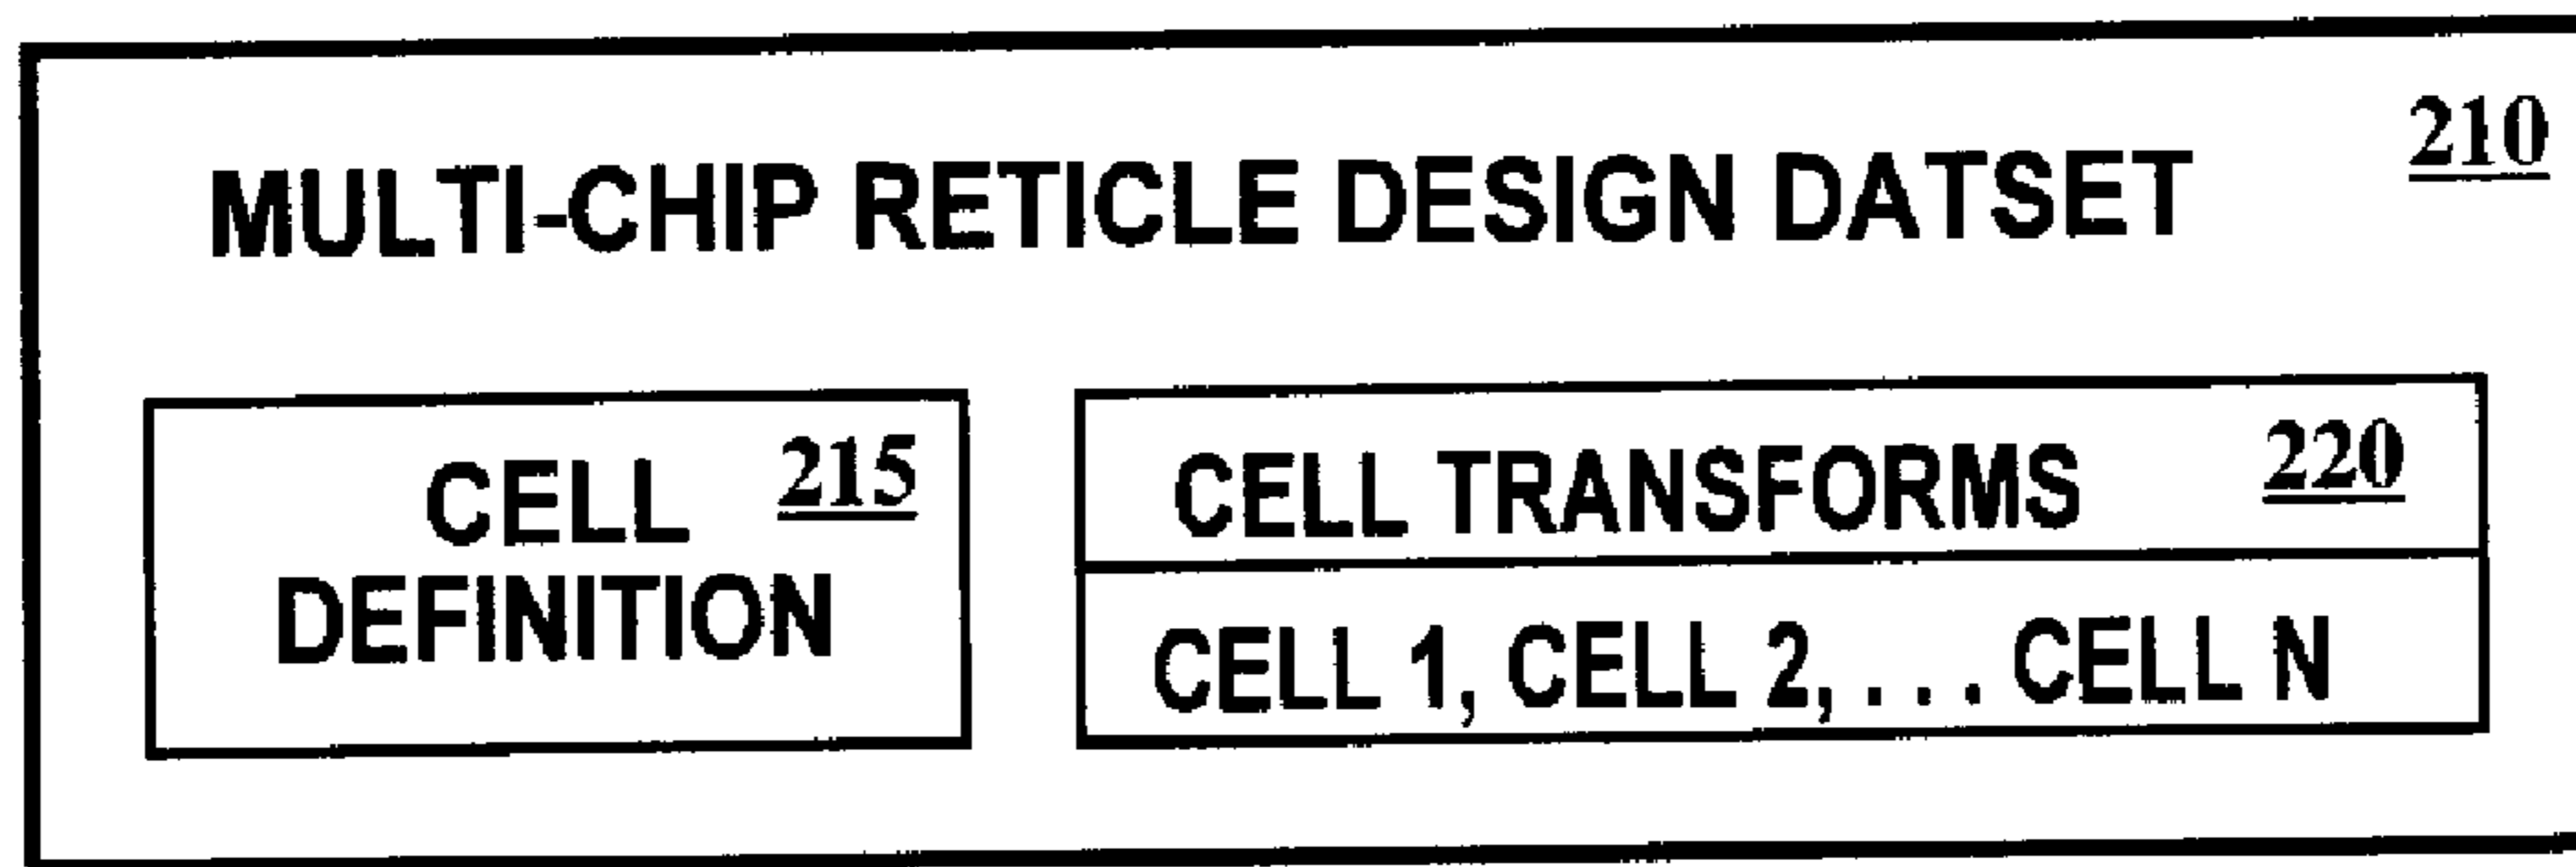 210
MULTI-CHIP RETICLE DESIGN DATSET
CELL 215
DEFINITION
CELL TRANSFORMS 220
CELL 1, CELL 2, . . . CELL N